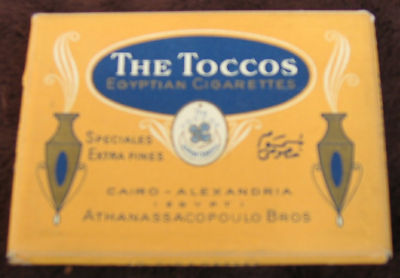 THE TOCCOS
EGYPTIAN CIGARETTES
SPECIALES
EXTRA FINES
CAIRO - ALEXANDRIA
(EGYPT)
ATHANASSACOPOULO BROS